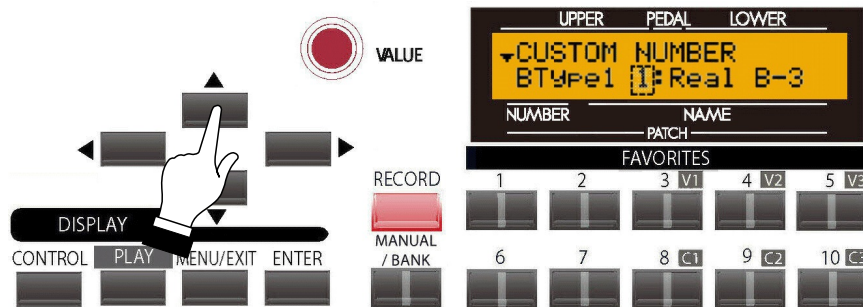 UPPER PEDAL LOWER
CUSTOM NUMBER
BType1 1:Real B-3
NUMBER NAME
PATCH
VALUE
FAVORITES
RECORD
1 2 3 V1 4 V2 5 V3
DISPLAY
MANUAL
/ BANK
CONTROL PLAY MENU/EXIT ENTER
6 7 8 C1 9 C2 10 C3